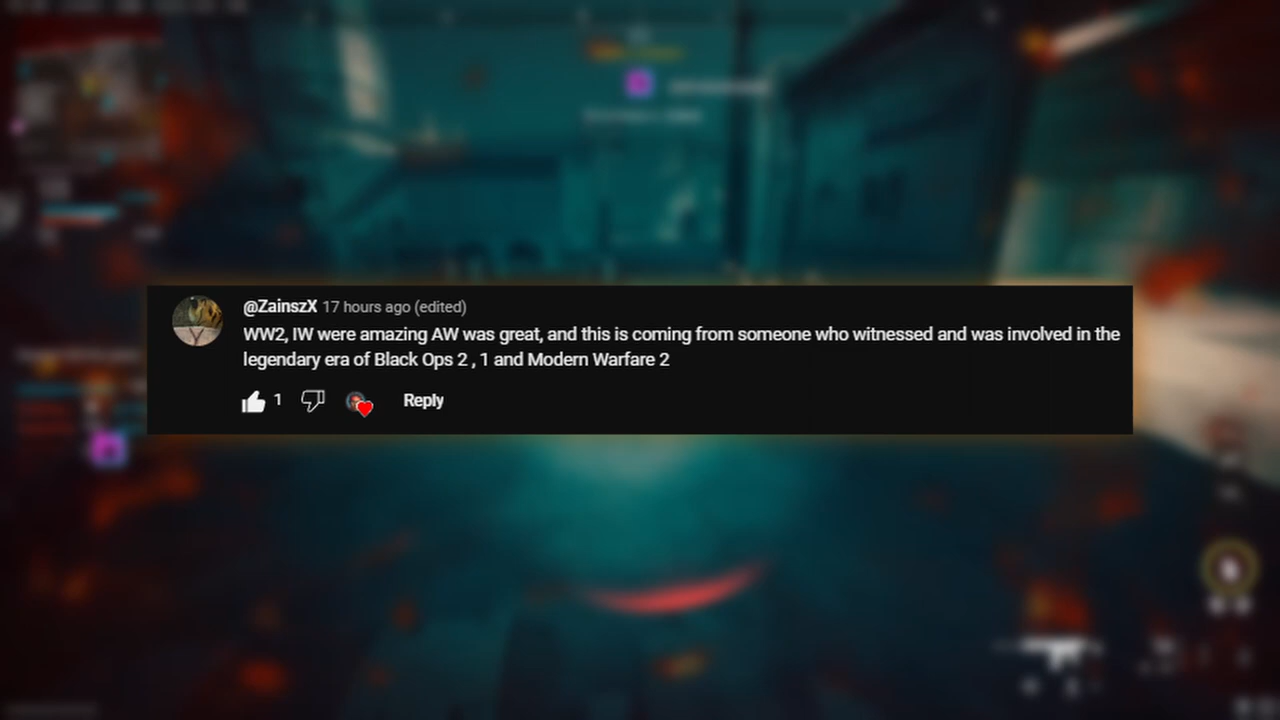 @ZainszX 17 hours ago (edited)
WW2, IW were amazing AW was great, and this is coming from someone who witnessed and was involved in the
legendary era of Black Ops 2 , 1 and Modern Warfare 2
1 Reply